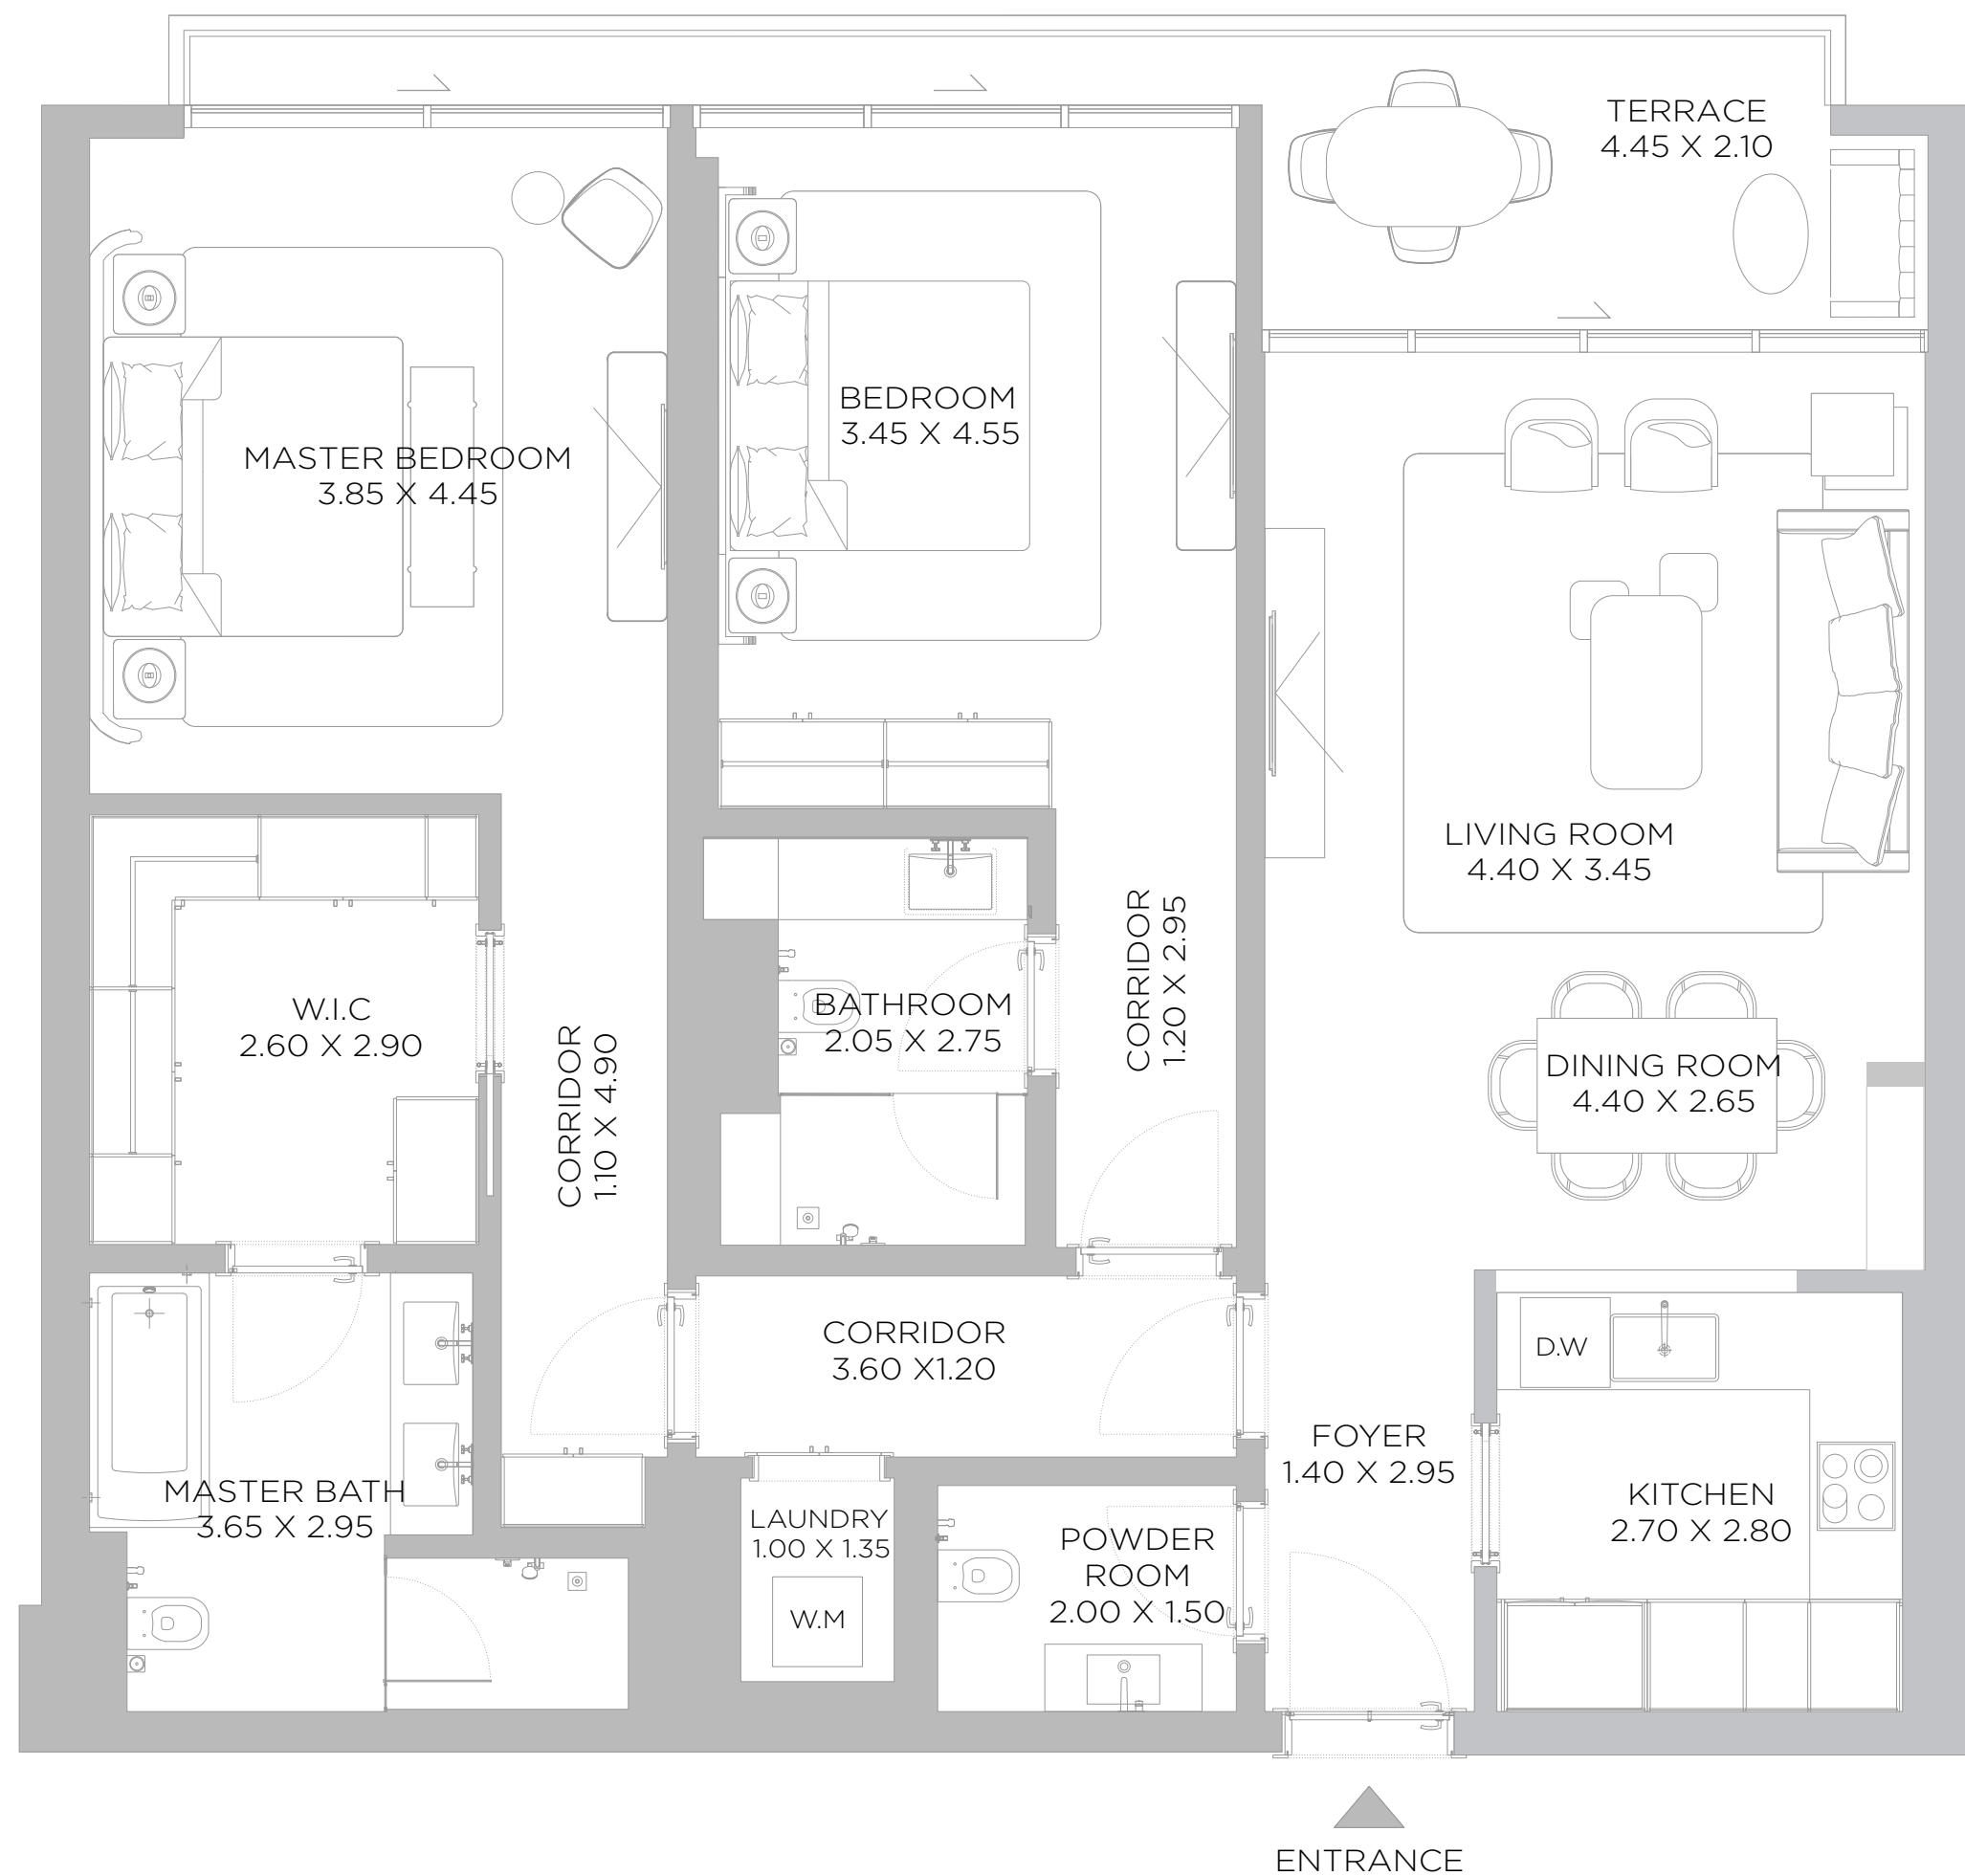 TERRACE
4.45 X 2.10
BEDROOM
3.45 X 4.55
MASTER BEDROOM
3.85 X 4.45
LIVING ROOM
4.40 X 3.45
CORRIDOR
1.20 X 2.95
W.I.C
2.60 X 2.90
BATHROOM
2.05 X 2.75
CORRIDOR
1.10 X 4.90
DINING ROOM
4.40 X 2.65
CORRIDOR
3.60 X1.20
D.W
FOYER
1.40 X 2.95
MASTER BATH
3.65 X 2.95
LAUNDRY
1.00 X 1.35
W.M
POWDER
ROOM
2.00 X 1.50
KITCHEN
2.70 X 2.80
ENTRANCE